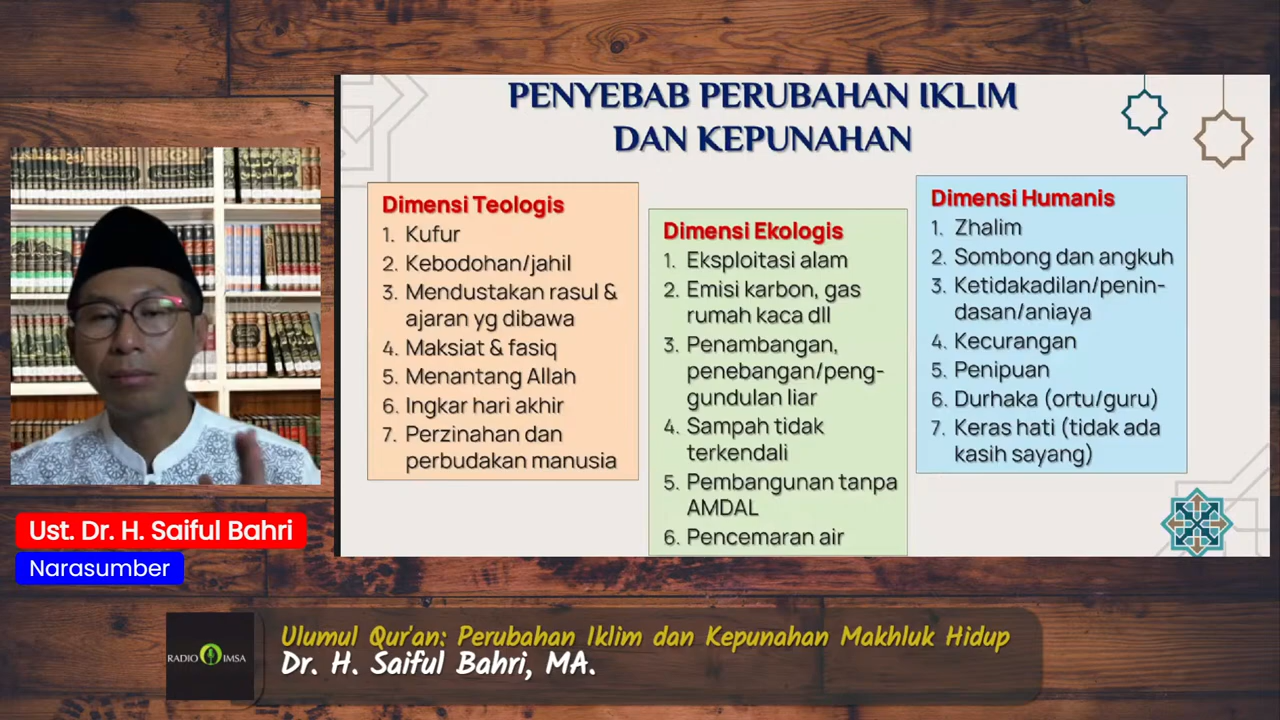 PENYEBAB PERUBAHAN IKLIM
DAN KEPUNAHAN
Dimensi Teologis
1. Kufur
2. Kebodohan/jahil
3. Mendustakan rasul &
ajaran yg dibawa
4. Maksiat & fasiq
5. Menantang Allah
6. Ingkar hari akhir
7. Perzinahan dan
perbudakan manusia
Dimensi Ekologis
1. Eksploitasi alam
2. Emisi karbon, gas
rumah kaca dll
3. Penambangan,
penebangan/peng-
gundulan liar
4. Sampah tidak
terkendali
5. Pembangunan tanpa
AMDAL
6. Pencemaran air
Dimensi Humanis
1. Zhalim
2. Sombong dan angkuh
3. Ketidakadilan/penin-
dasan/aniaya
4. Kecurangan
5. Penipuan
6. Durhaka (ortu/guru)
7. Keras hati (tidak ada
kasih sayang)
Ust. Dr. H. Saiful Bahri
Narasumber
RADIO IMSA
Ulumul Qur'an: Perubahan Iklim dan Kepunahan Makhluk Hidup
Dr. H. Saiful Bahri, MA.